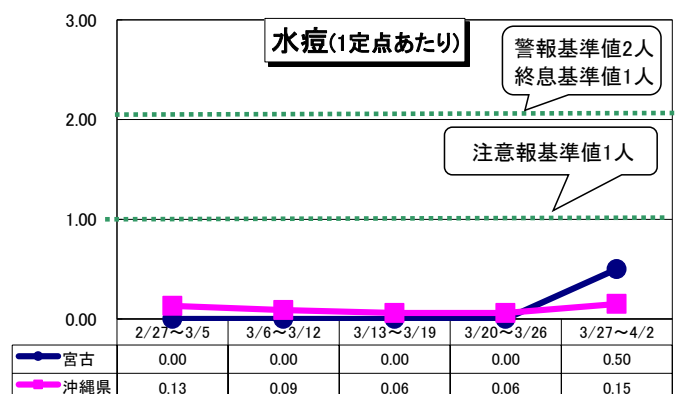 水痘(1定点あたり)
3.00
2.00
1.00
0.00
警報基準値2人
終息基準値1人
注意報基準値1人
2/27～3/5 3/6～3/12 3/13～3/19 3/20～3/26 3/27～4/2
宮古 0.00 0.00 0.00 0.00 0.50
沖縄県 0.13 0.09 0.06 0.06 0.15